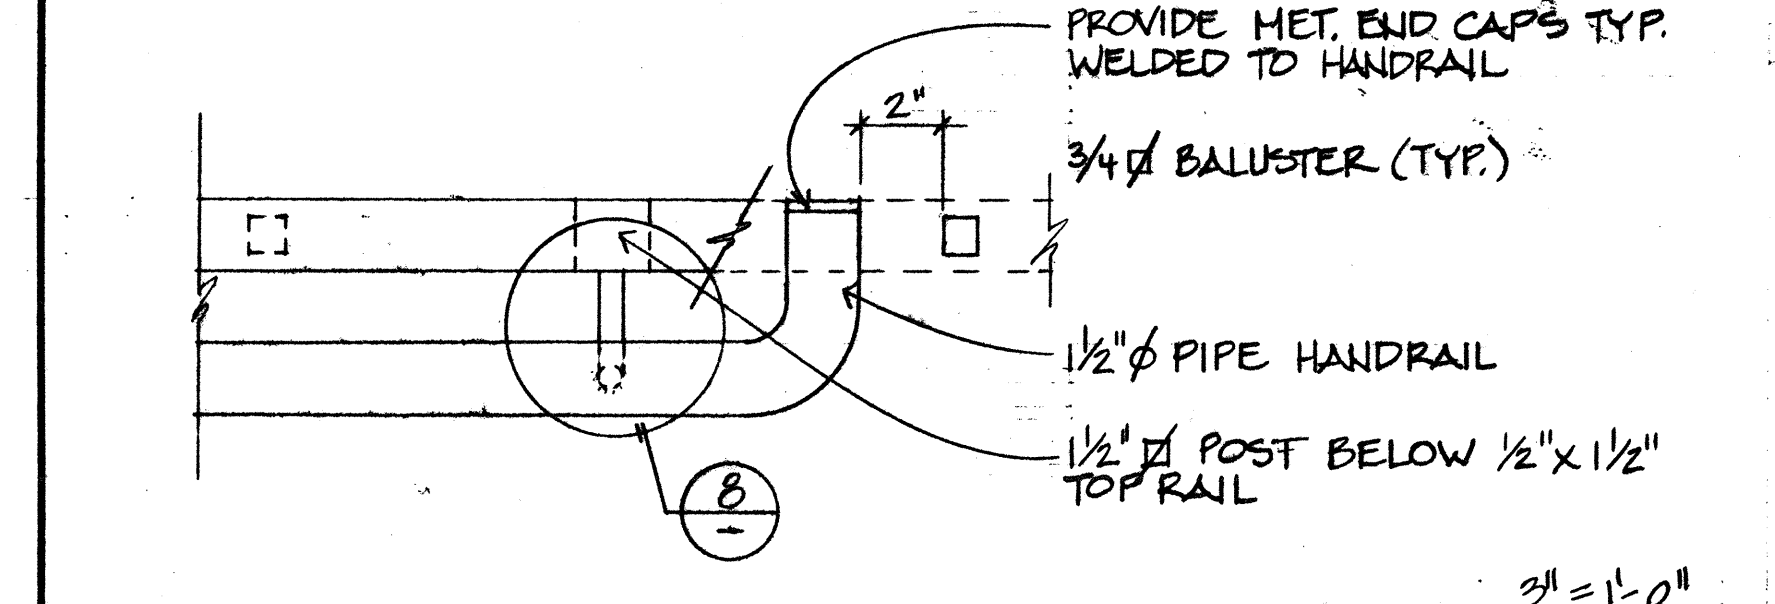 PROVIDE MET. END CAPS TYP.
WELDED TO HANDRAIL
2"
3/4 ⍁ BALUSTER (TYP.)
1½"Ø PIPE HANDRAIL
1½" ⍁ POST BELOW ½"X 1½"
TOP RAIL
8
-
3" = 1'-0"